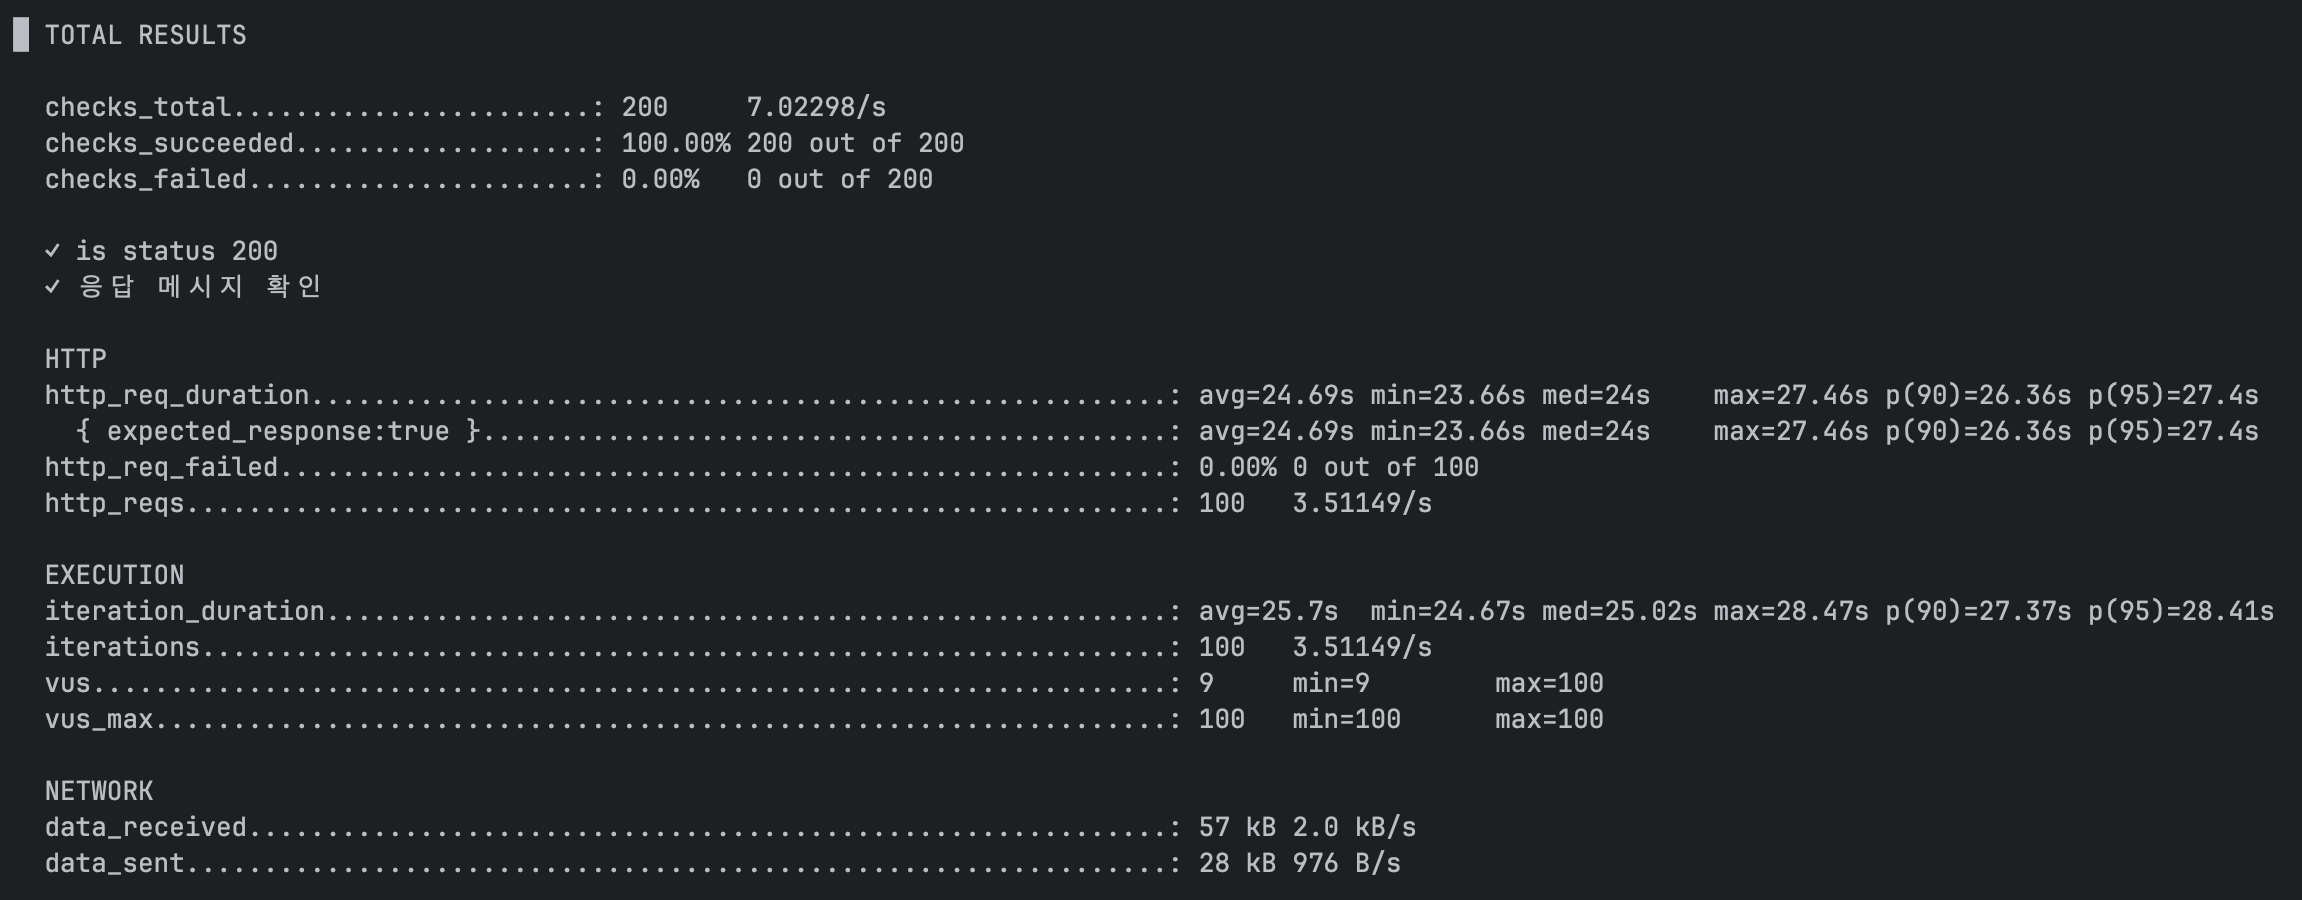 █ TOTAL RESULTS
checks_total.......................: 200     7.02298/s
checks_succeeded...................: 100.00% 200 out of 200
checks_failed......................: 0.00%   0 out of 200
✓ is status 200
✓ 응답 메시지 확인
HTTP
http_req_duration.......................................................: avg=24.69s min=23.66s med=24s    max=27.46s p(90)=26.36s p(95)=27.4s
{ expected_response:true }............................................: avg=24.69s min=23.66s med=24s    max=27.46s p(90)=26.36s p(95)=27.4s
http_req_failed.........................................................: 0.00% 0 out of 100
http_reqs...............................................................: 100   3.51149/s
EXECUTION
iteration_duration......................................................: avg=25.7s  min=24.67s med=25.02s max=28.47s p(90)=27.37s p(95)=28.41s
iterations..............................................................: 100   3.51149/s
vus.....................................................................: 9     min=9        max=100
vus_max.................................................................: 100   min=100      max=100
NETWORK
data_received...........................................................: 57 kB 2.0 kB/s
data_sent...............................................................: 28 kB 976 B/s